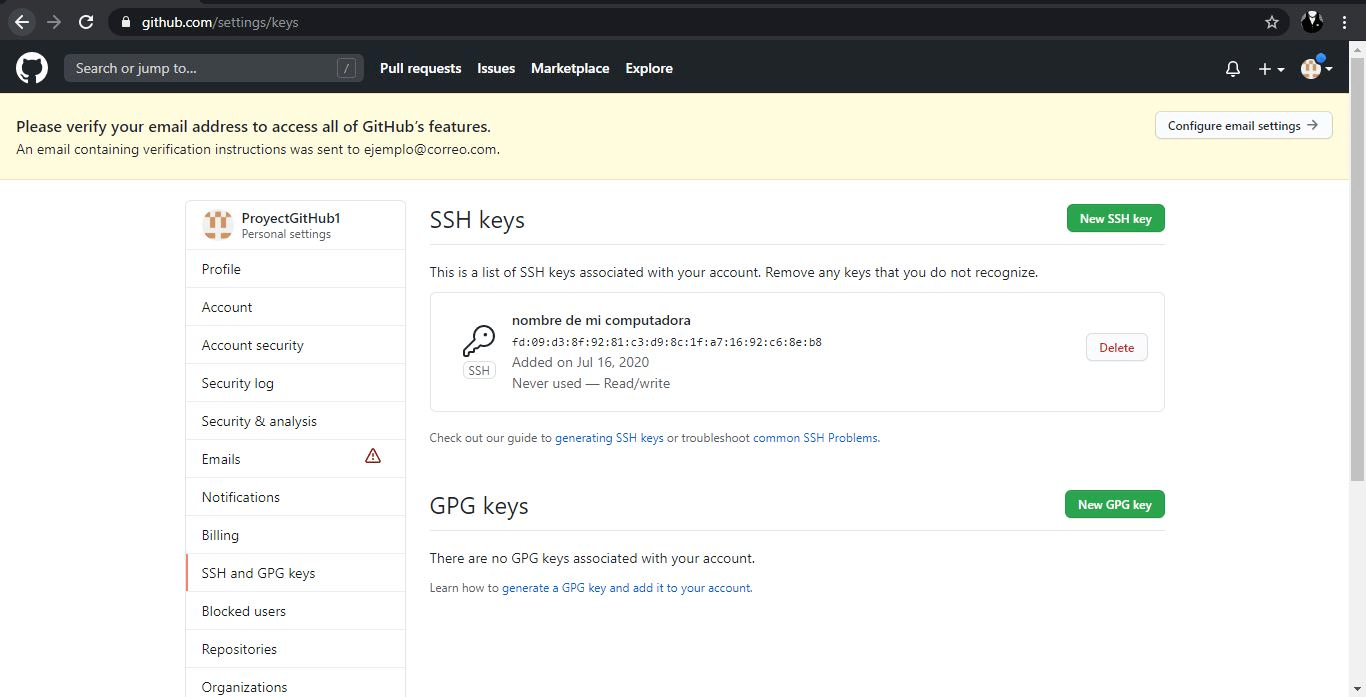 github.com/settings/keys
Search or jump to...
/
Pull requests
Issues
Marketplace
Explore
Please verify your email address to access all of GitHub's features.
An email containing verification instructions was sent to ejemplo@correo.com.
Configure email settings
ProyectGitHub1
Personal settings
Profile
Account
Account security
Security log
Security & analysis
Emails
Notifications
Billing
SSH and GPG keys
Blocked users
Repositories
Organizations
SSH keys
New SSH key
This is a list of SSH keys associated with your account. Remove any keys that you do not recognize.
nombre de mi computadora
fd:09:d3:8f:92:81:c3:d9:8c:1f:a7:16:92:c6:8e:b8
Added on Jul 16, 2020
Never used — Read/write
SSH
Delete
Check out our guide to generating SSH keys or troubleshoot common SSH Problems.
GPG keys
New GPG key
There are no GPG keys associated with your account.
Learn how to generate a GPG key and add it to your account.